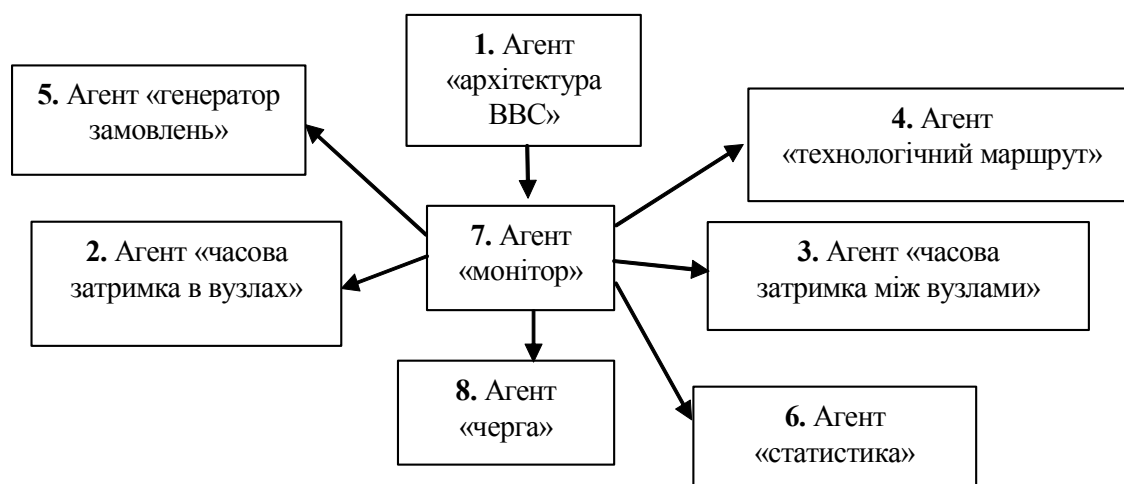 1. Агент
«архітектура
ВВС»
5. Агент «генератор
замовлень»
4. Агент
«технологічний маршрут»
2. Агент «часова
затримка в вузлах»
7. Агент
«монітор»
3. Агент «часова
затримка між вузлами»
8. Агент
«черга»
6. Агент
«статистика»